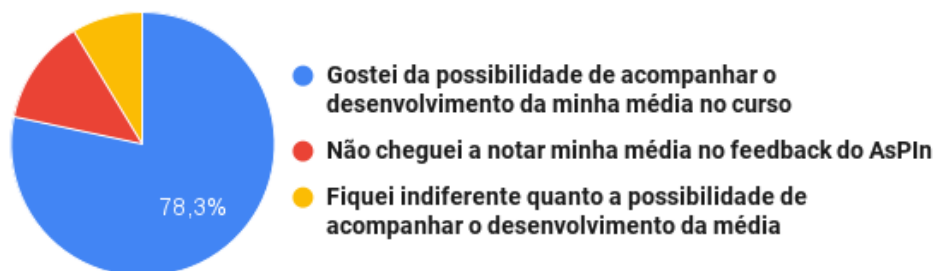 Gostei da possibilidade de acompanhar o
desenvolvimento da minha média no curso
Não cheguei a notar minha média no feedback do AsPIn
Fiquei indiferente quanto a possibilidade de
acompanhar o desenvolvimento da média
78,3%